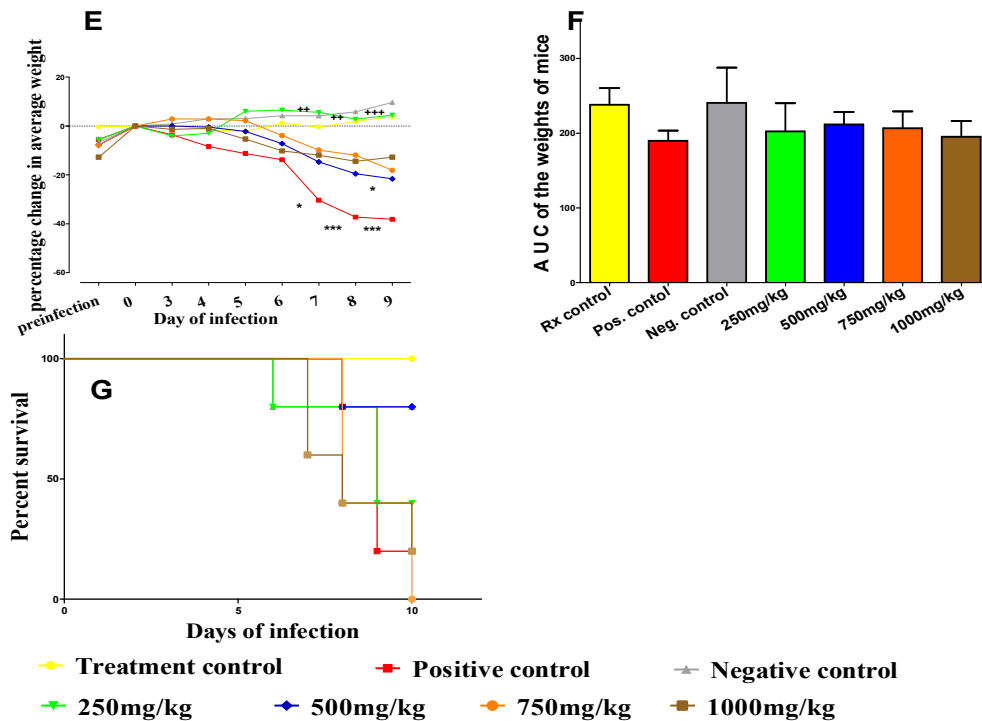 E
percentage change in average weight
20
0
-20
-40
-60
++
++
+++
*
*
***
***
preinfection 0 3 4 5 6 7 8 9
Day of infection
F
A U C of the weights of mice
300
200
100
0
Rx control
Pos. contol
Neg. control
250mg/kg
500mg/kg
750mg/kg
1000mg/kg
G
Percent survival
100
50
0
0 5 10
Days of infection
Treatment control Positive control Negative control
250mg/kg 500mg/kg 750mg/kg 1000mg/kg